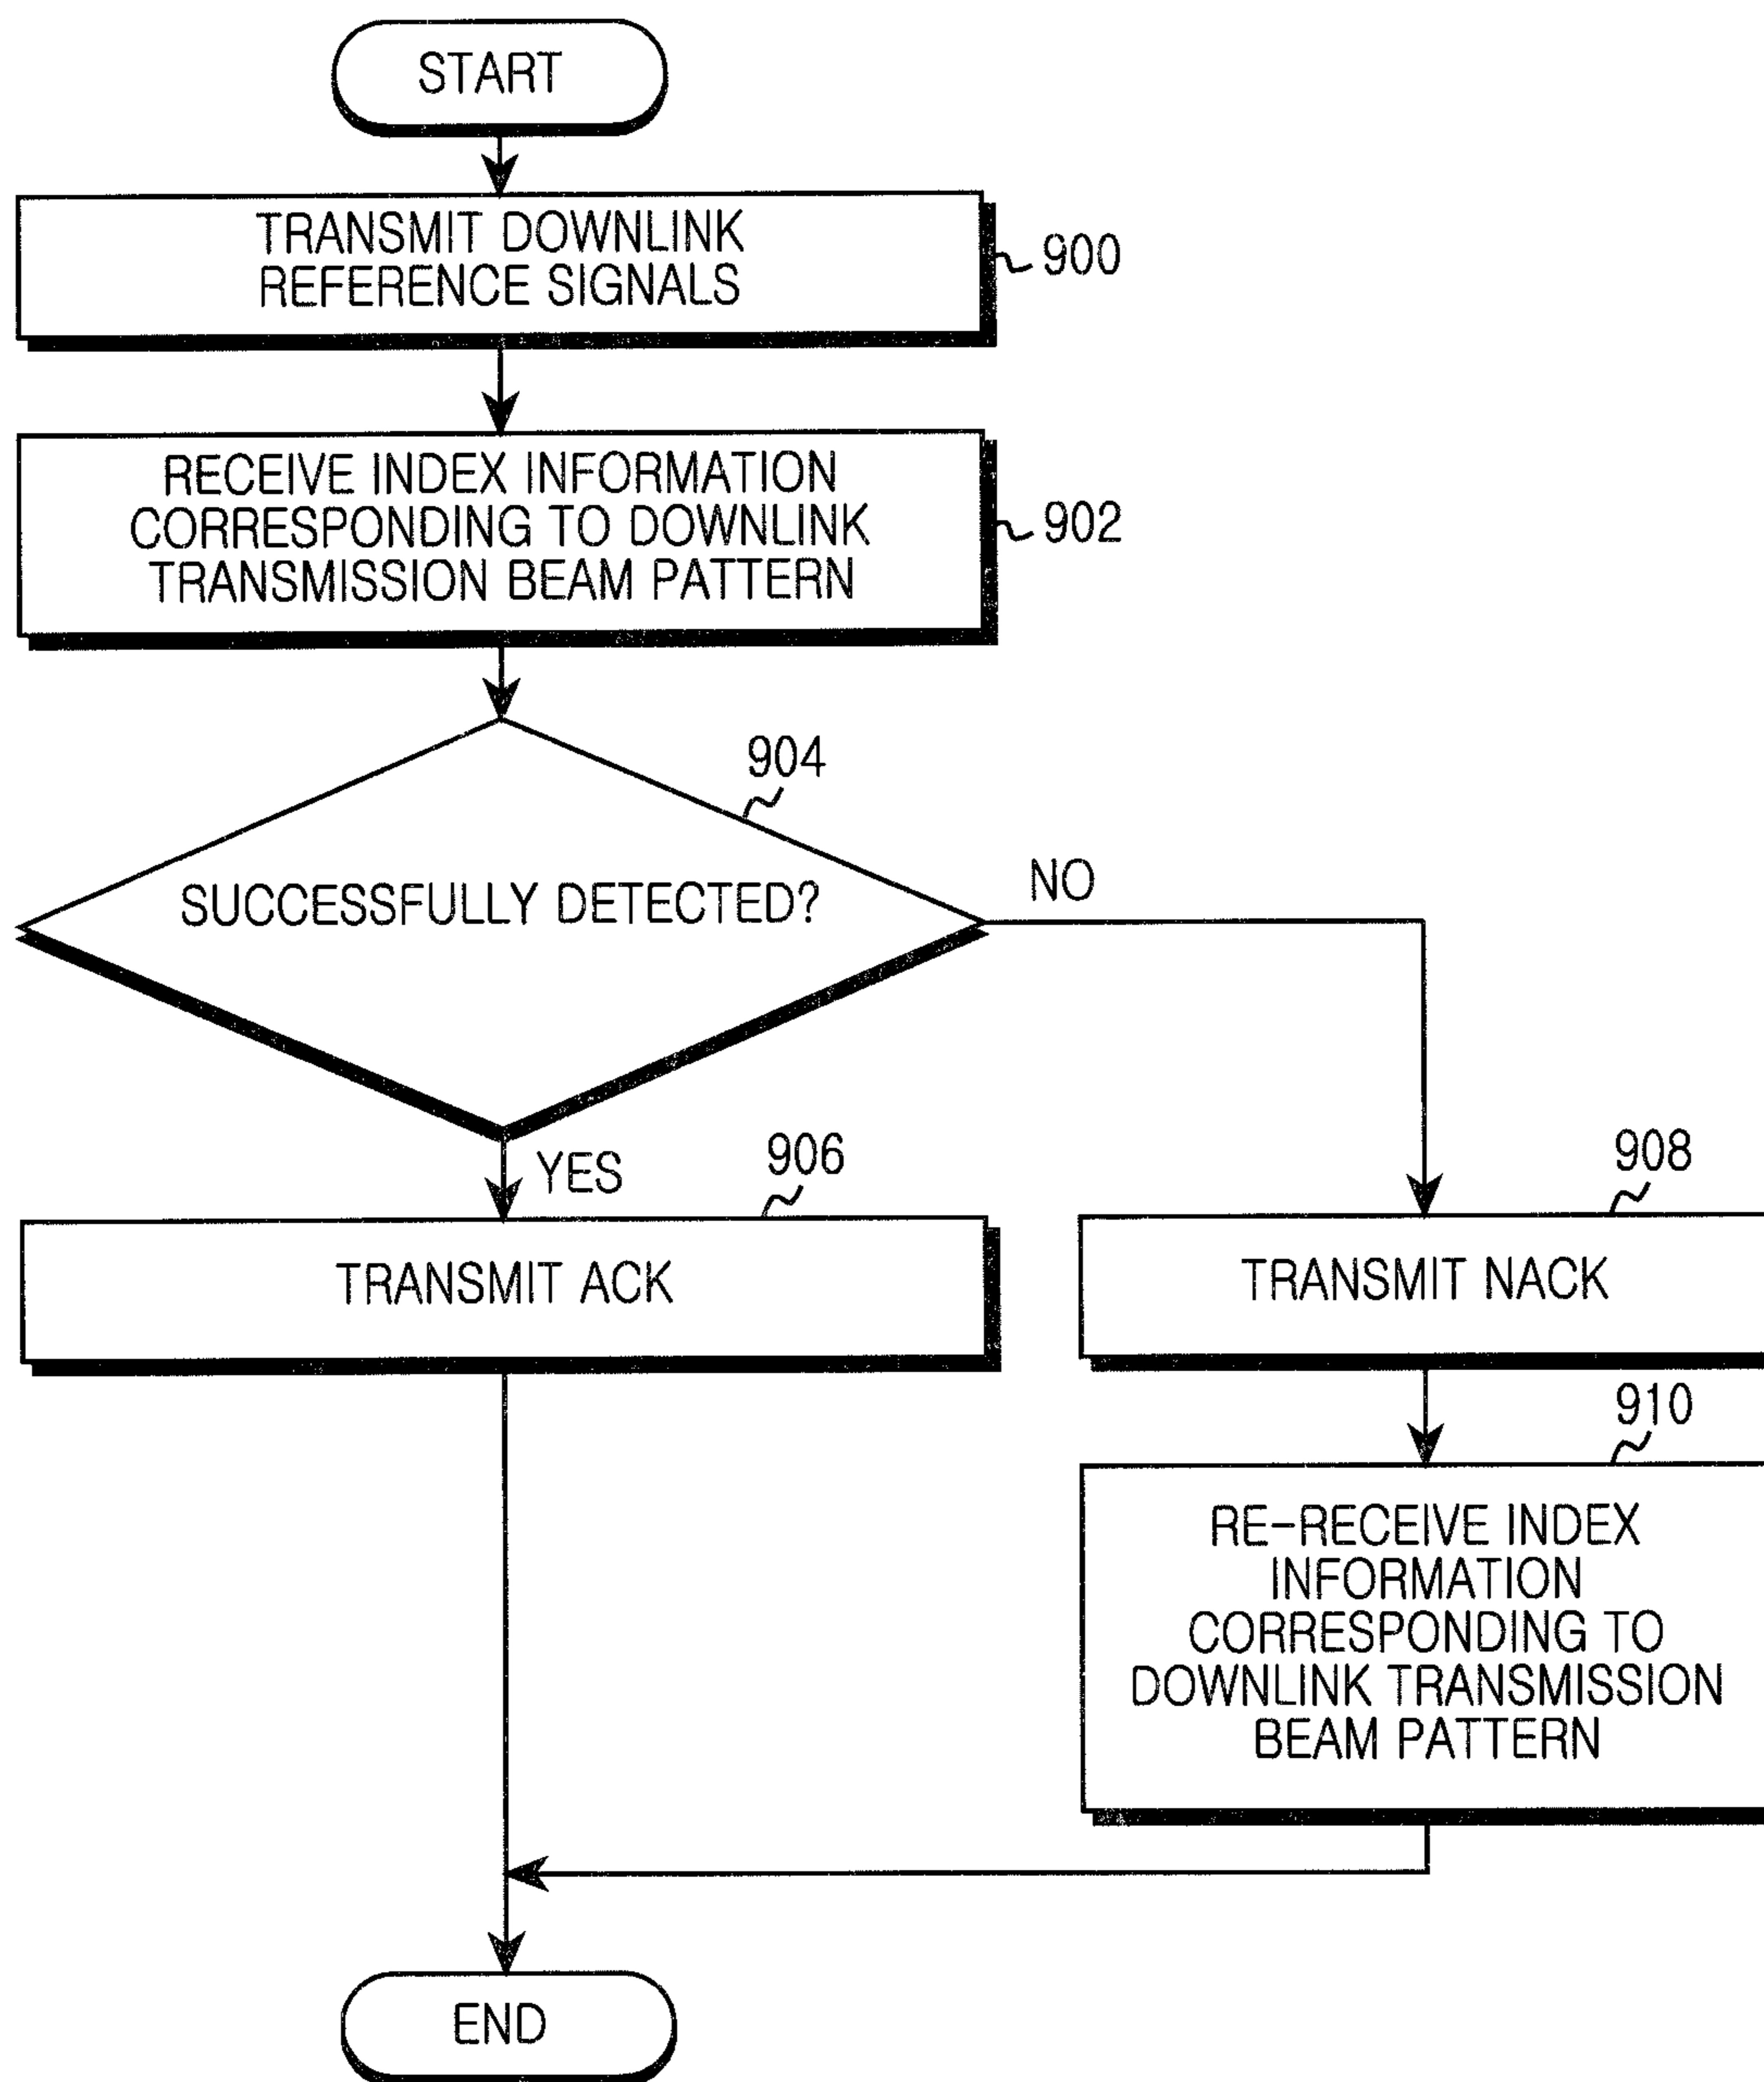 START
TRANSMIT DOWNLINK
REFERENCE SIGNALS
900
RECEIVE INDEX INFORMATION
CORRESPONDING TO DOWNLINK
TRANSMISSION BEAM PATTERN
902
904
SUCCESSFULLY DETECTED?
NO
YES
906
TRANSMIT ACK
908
TRANSMIT NACK
910
RE-RECEIVE INDEX
INFORMATION
CORRESPONDING TO
DOWNLINK TRANSMISSION
BEAM PATTERN
END